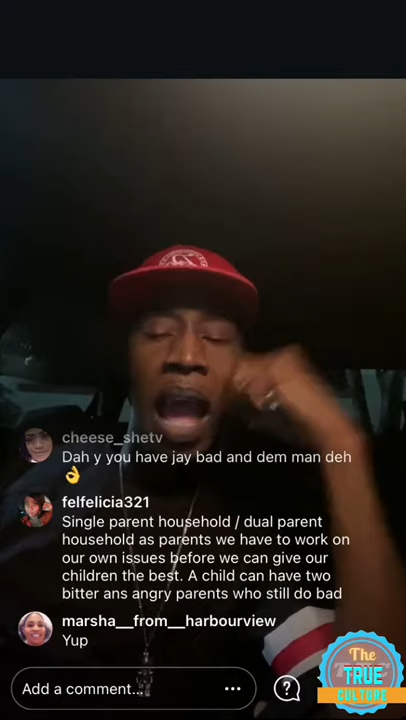 cheese_shetv
Dah y you have jay bad and dem man deh
👌
felfelicia321
Single parent household / dual parent
household as parents we have to work on
our own issues before we can give our
children the best. A child can have two
bitter ans angry parents who still do bad
marsha__from__harbourview
Yup
Add a comment...
The
TRUE
CULTURE